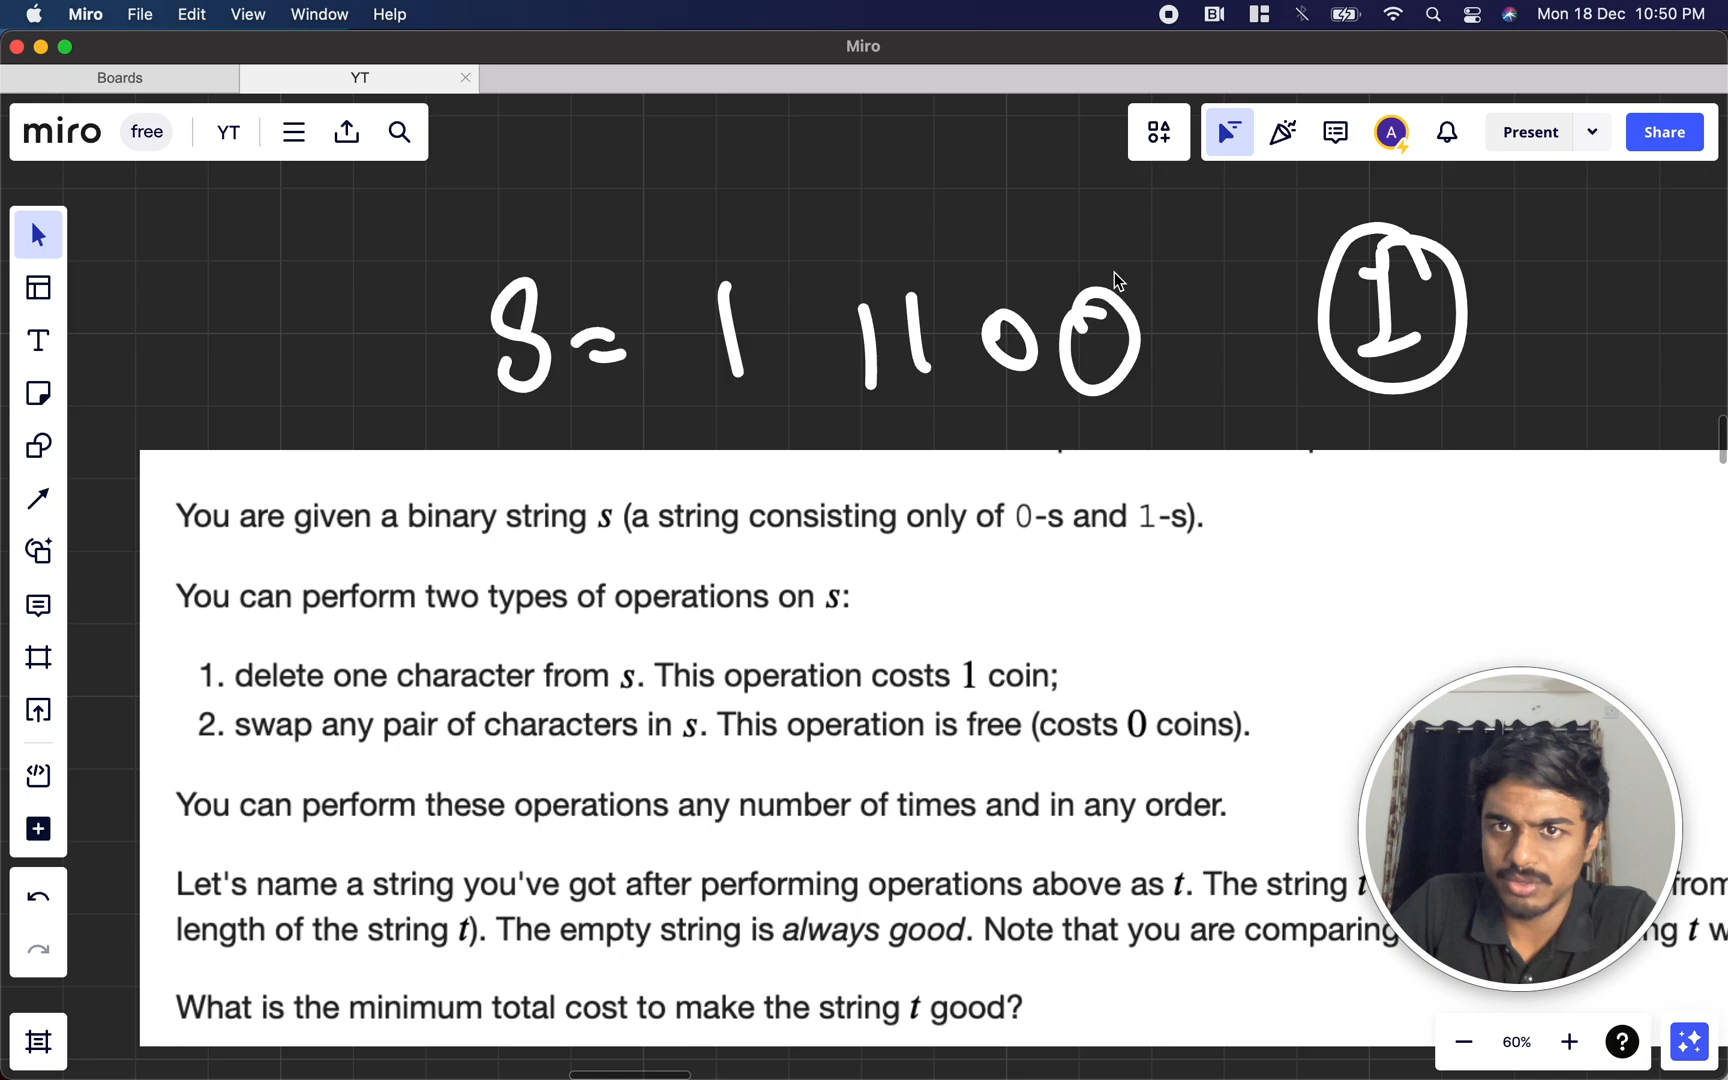 Miro File Edit View Window Help
Mon 18 Dec 10:50 PM
Miro
Boards YT
miro free YT
A Present Share
S= 1 1100 1
You are given a binary string s (a string consisting only of 0-s and 1-s).
You can perform two types of operations on s:
1. delete one character from s. This operation costs 1 coin;
2. swap any pair of characters in s. This operation is free (costs 0 coins).
You can perform these operations any number of times and in any order.
Let's name a string you've got after performing operations above as t. The string t from
length of the string t). The empty string is always good. Note that you are comparing t w
What is the minimum total cost to make the string t good?
60% ?